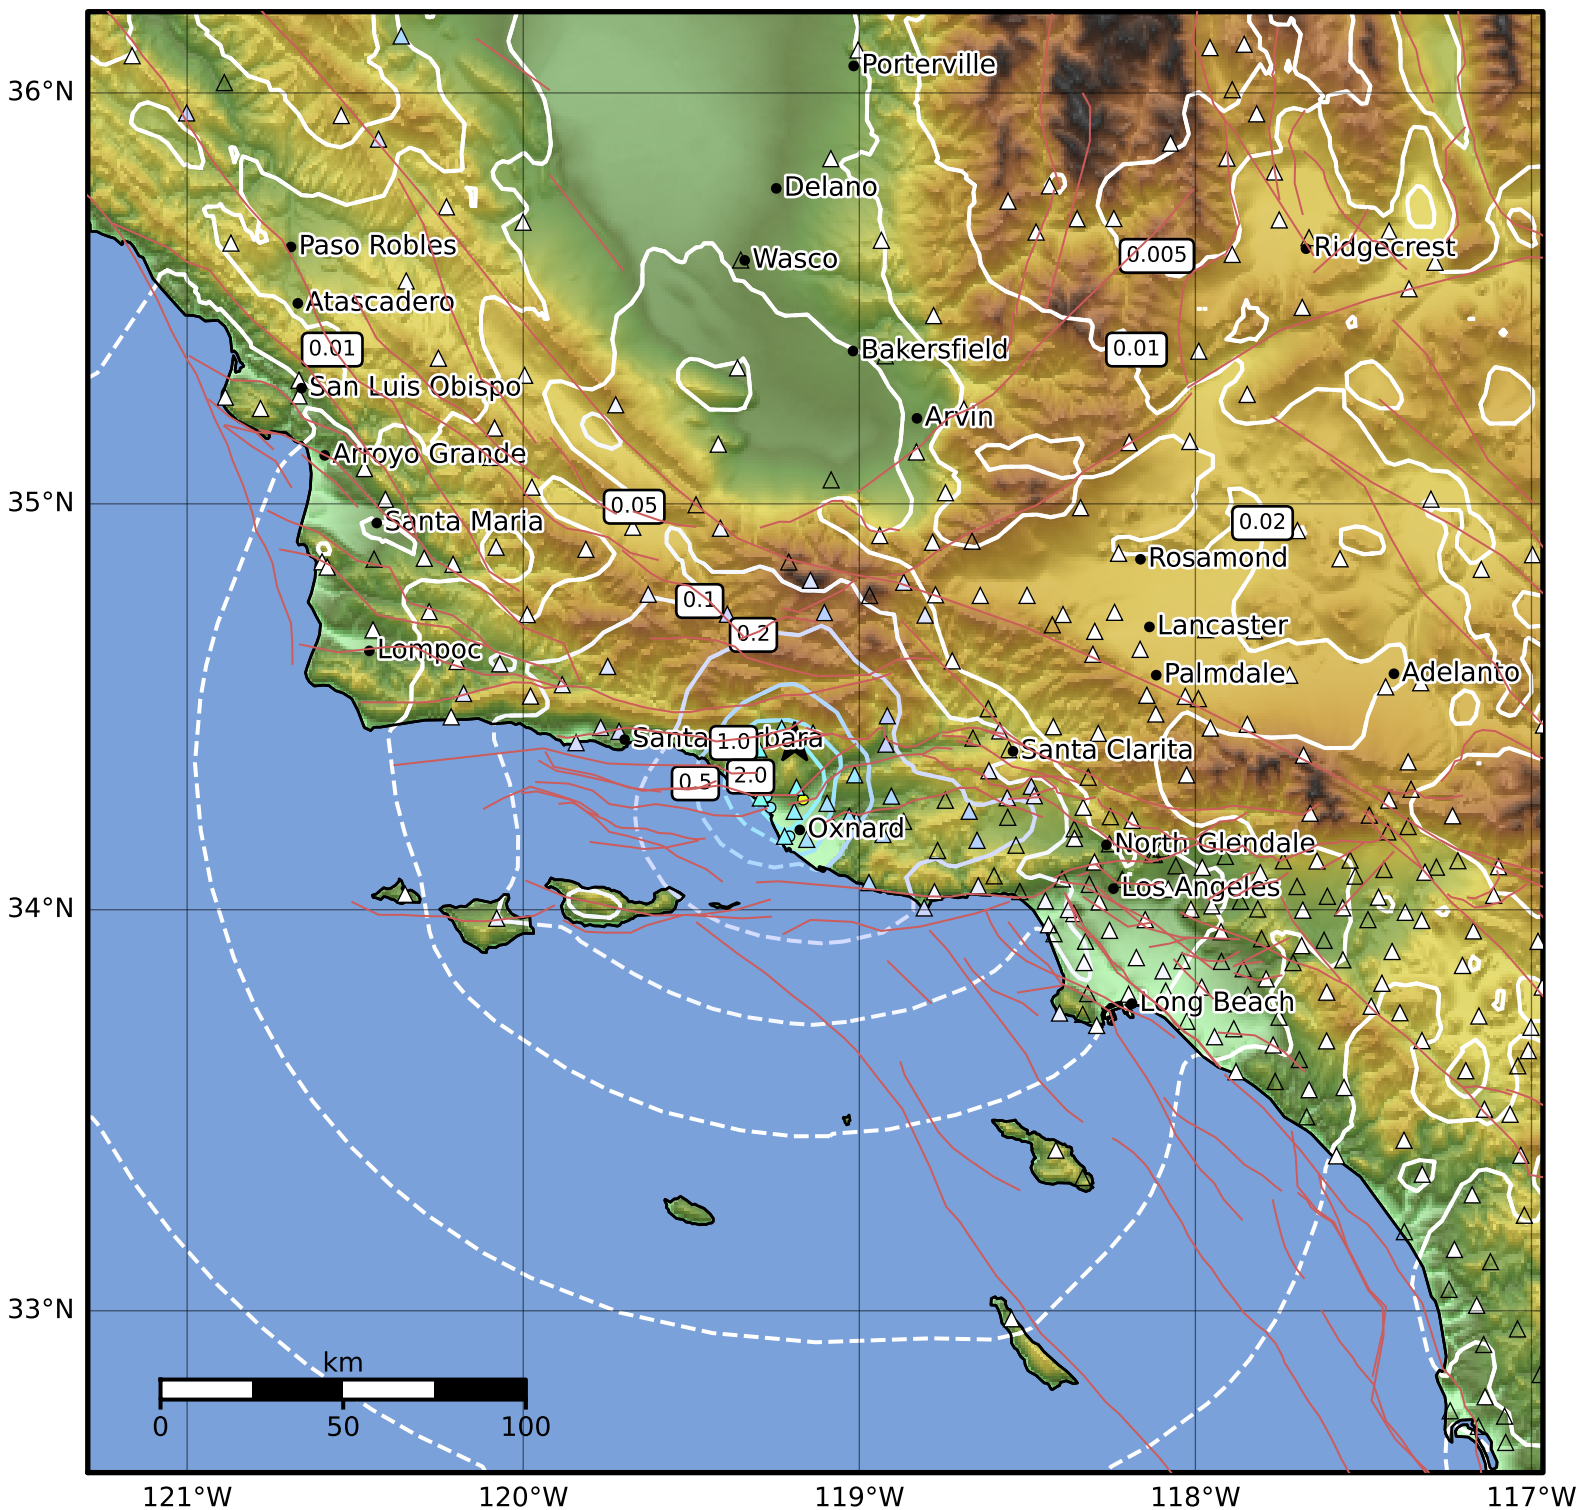 36°N
Porterville
Delano
Paso Robles
Wasco
0.005
Ridgecrest
Atascadero
0.01
Bakersfield
0.01
San Luis Obispo
Arvin
Arroyo Grande
35°N
0.05
Santa Maria
0.02
Rosamond
0.1
0.2
Lancaster
Lompoc
Palmdale
Adelanto
Santa
1.0
bara
Santa Clarita
0.5
2.0
Oxnard
North Glendale
Los Angeles
34°N
Long Beach
33°N
km
0 50 100
121°W 120°W 119°W 118°W 117°W